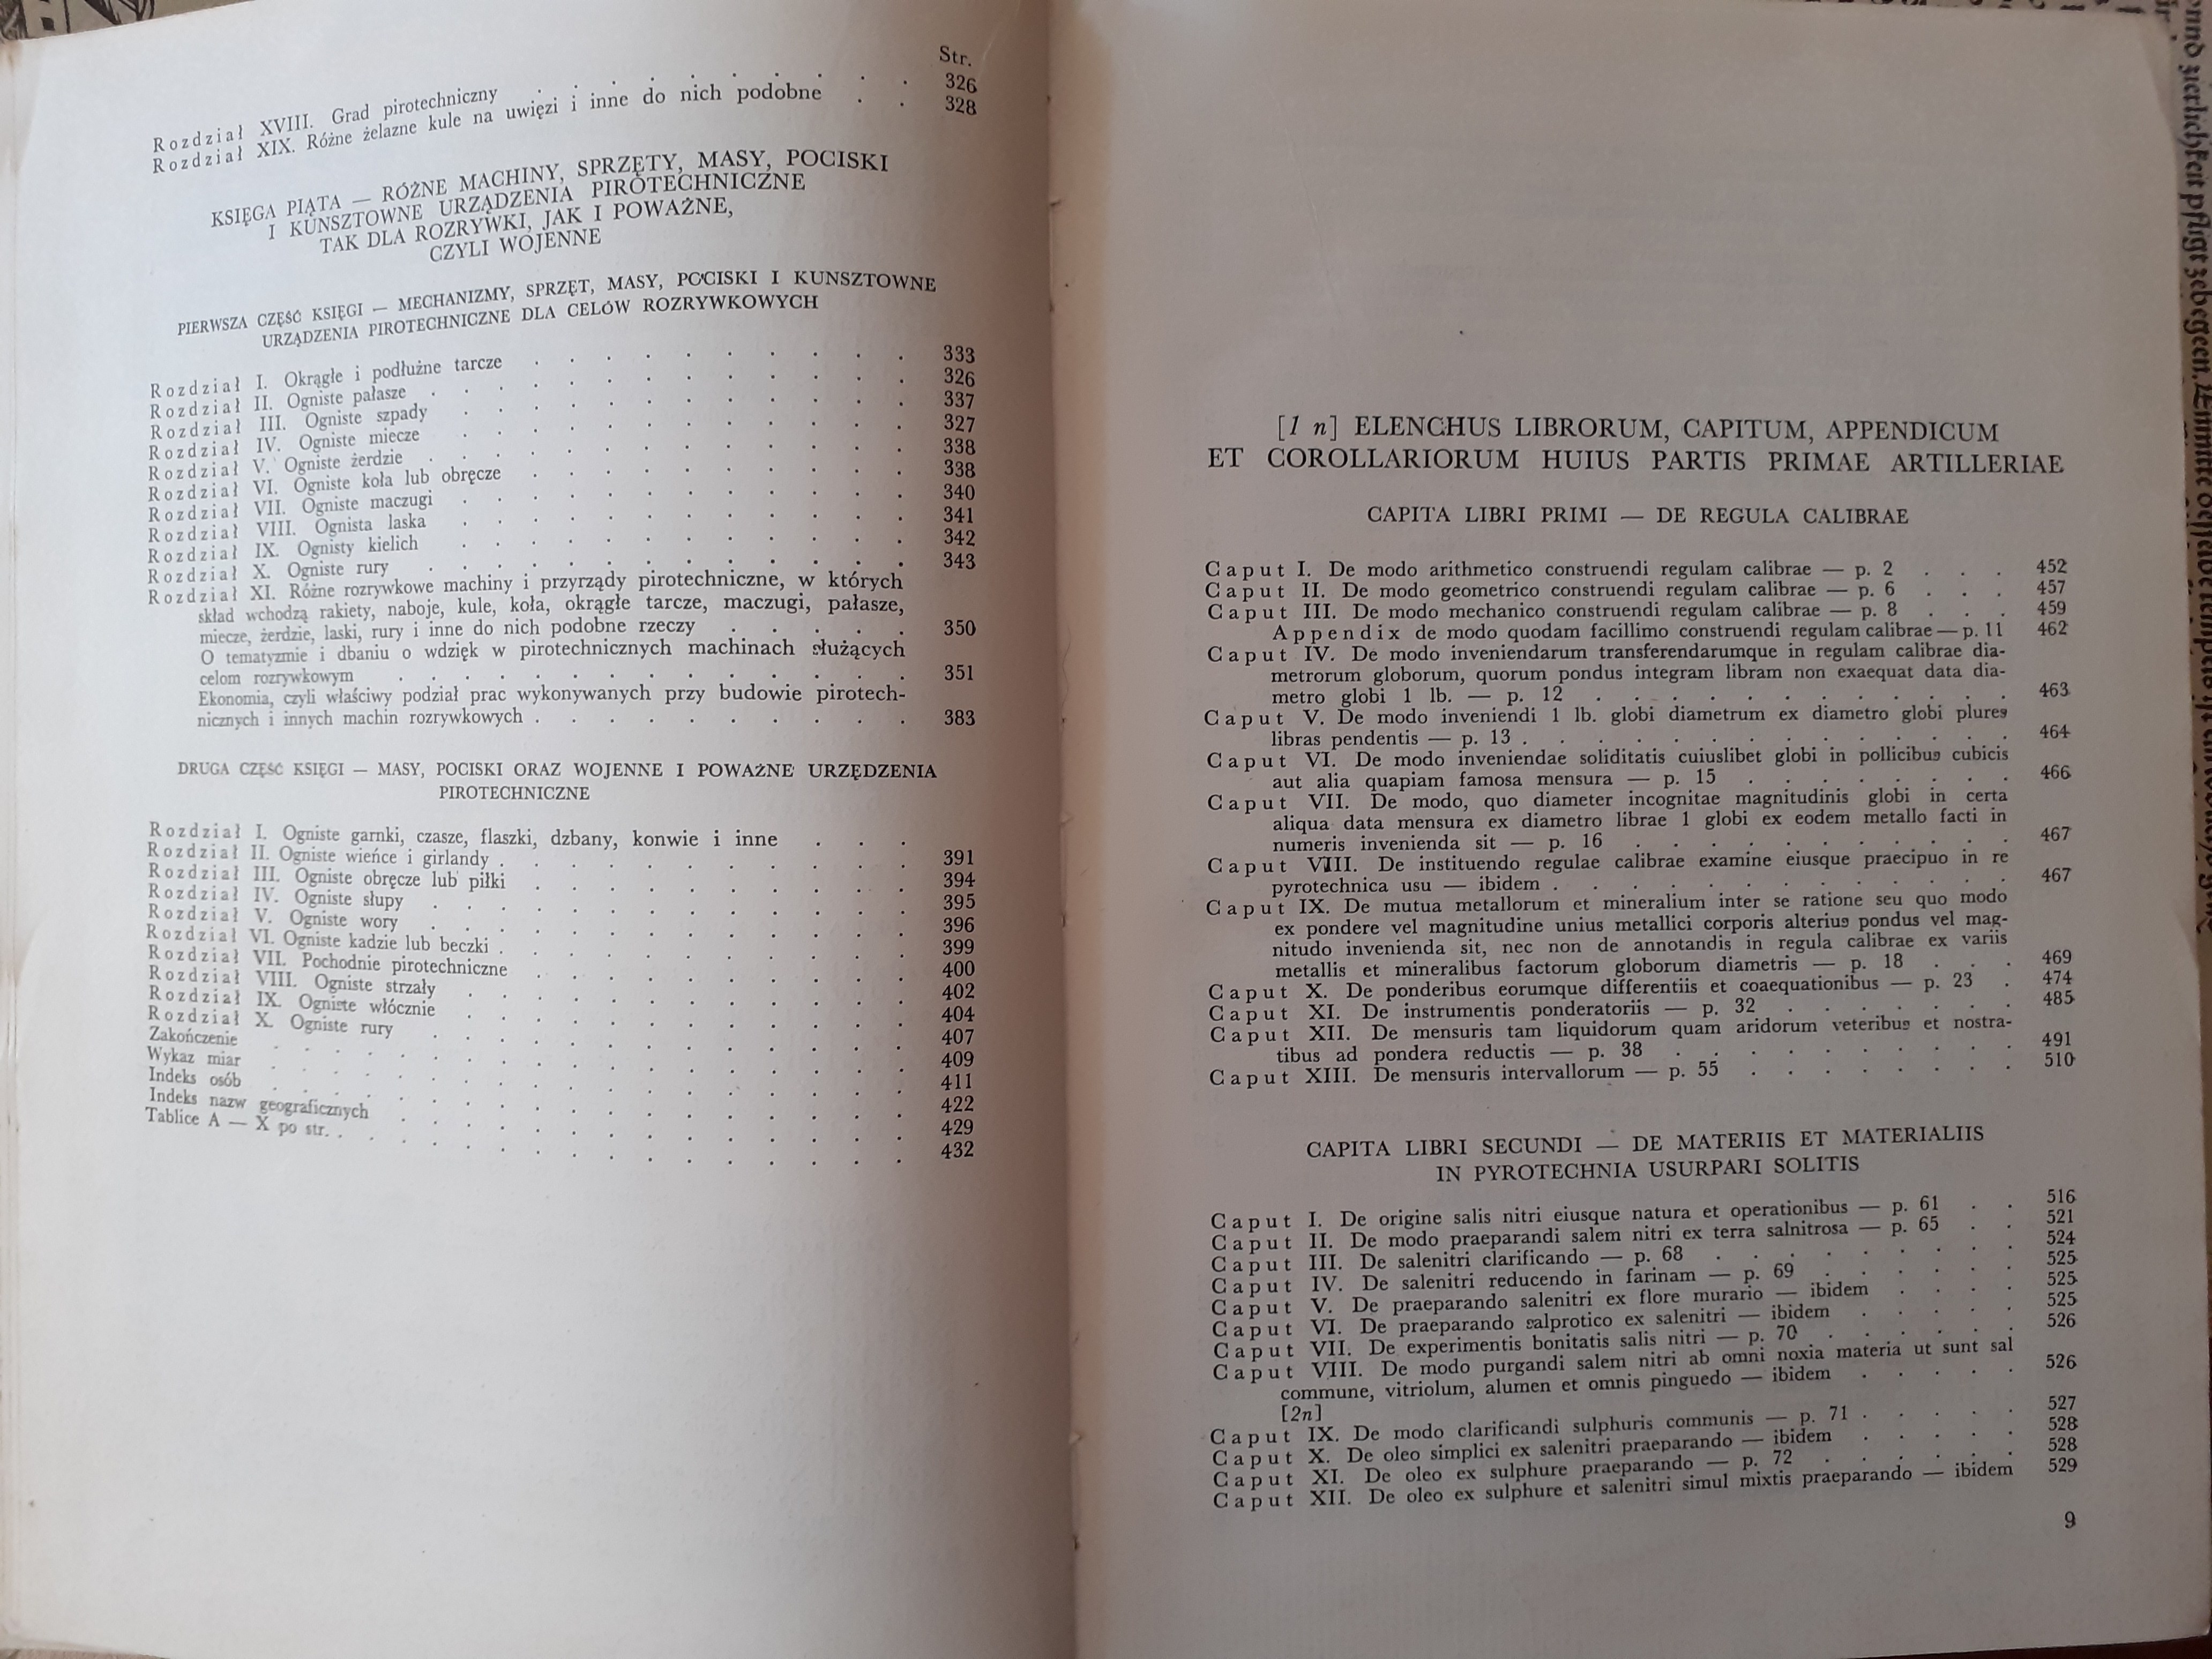 Str.
Rozdział XVIII. Grad pirotechniczny 326
Rozdział XIX. Różne żelazne kule na uwięzi i inne do nich podobne 328
KSIĘGA PIĄTA — RÓŻNE MACHINY, SPRZĘTY, MASY, POCISKI
I KUNSZTOWNE URZĄDZENIA PIROTECHNICZNE
TAK DLA ROZRYWKI, JAK I POWAŻNE,
CZYLI WOJENNE
PIERWSZA CZĘŚĆ KSIĘGI — MECHANIZMY, SPRZĘT, MASY, POCISKI I KUNSZTOWNE
URZĄDZENIA PIROTECHNICZNE DLA CELÓW ROZRYWKOWYCH
Rozdział I. Okrągłe i podłużne tarcze 333
Rozdział II. Ogniste pałasze 326
Rozdział III. Ogniste szpady 337
Rozdział IV. Ogniste miecze 327
Rozdział V. Ogniste żerdzie 338
Rozdział VI. Ogniste koła lub obręcze 338
Rozdział VII. Ogniste maczugi 340
Rozdział VIII. Ognista laska 341
Rozdział IX. Ognisty kielich 342
Rozdział X. Ogniste rury 343
Rozdział XI. Różne rozrywkowe machiny i przyrządy pirotechniczne, w których
skład wchodzą rakiety, naboje, kule, koła, okrągłe tarcze, maczugi, pałasze,
miecze, żerdzie, laski, rury i inne do nich podobne rzeczy 350
O tematyzmie i dbaniu o wdzięk w pirotechnicznych machinach służących
celom rozrywkowym 351
Ekonomia, czyli właściwy podział prac wykonywanych przy budowie pirotech-
nicznych i innych machin rozrywkowych 383
DRUGA CZĘŚĆ KSIĘGI — MASY, POCISKI ORAZ WOJENNE I POWAŻNE URZĘDZENIA
PIROTECHNICZNE
Rozdział I. Ogniste garnki, czasze, flaszki, dzbany, konwie i inne
Rozdział II. Ogniste wieńce i girlandy 391
Rozdział III. Ogniste obręcze lub piłki 394
Rozdział IV. Ogniste słupy 395
Rozdział V. Ogniste wory 396
Rozdział VI. Ogniste kadzie lub beczki 399
Rozdział VII. Pochodnie pirotechniczne 400
Rozdział VIII. Ogniste strzały 402
Rozdział IX. Ogniste włócznie 404
Rozdział X. Ogniste rury 407
Zakończenie 409
Wykaz miar 411
Indeks osób 422
Indeks nazw geograficznych 429
Tablice A — X po str. 432
[1 n] ELENCHUS LIBRORUM, CAPITUM, APPENDICUM
ET COROLLARIORUM HUIUS PARTIS PRIMAE ARTILLERIAE
CAPITA LIBRI PRIMI — DE REGULA CALIBRAE
Caput I. De modo arithmetico construendi regulam calibrae — p. 2 452
Caput II. De modo geometrico construendi regulam calibrae — p. 6 457
Caput III. De modo mechanico construendi regulam calibrae — p. 8 459
Appendix de modo quodam facillimo construendi regulam calibrae — p. 11 462
Caput IV. De modo inveniendarum transferendarumque in regulam calibrae dia-
metrorum globorum, quorum pondus integram libram non exaequat data dia-
metro globi 1 lb. — p. 12 463
Caput V. De modo inveniendi 1 lb. globi diametrum ex diametro globi plures
libras pendentis — p. 13 464
Caput VI. De modo inveniendae soliditatis cuiuslibet globi in pollicibus cubicis
aut alia quapiam famosa mensura — p. 15 466
Caput VII. De modo, quo diameter incognitae magnitudinis globi in certa
aliqua data mensura ex diametro librae 1 globi ex eodem metallo facti in
numeris invenienda sit — p. 16 467
Caput VIII. De instituendo regulae calibrae examine eiusque praecipuo in re
pyrotechnica usu — ibidem 467
Caput IX. De mutua metallorum et mineralium inter se ratione seu quo modo
ex pondere vel magnitudine unius metallici corporis alterius pondus vel mag-
nitudo invenienda sit, nec non de annotandis in regula calibrae ex variis
metallis et mineralibus factorum globorum diametris — p. 18 469
Caput X. De ponderibus eorumque differentiis et coaequationibus — p. 23 474
Caput XI. De instrumentis ponderatoriis — p. 32 485
Caput XII. De mensuris tam liquidorum quam aridorum veteribus et nostra-
tibus ad pondera reductis — p. 38 491
Caput XIII. De mensuris intervallorum — p. 55 510
CAPITA LIBRI SECUNDI — DE MATERIIS ET MATERIALIIS
IN PYROTECHNIA USURPARI SOLITIS
Caput I. De origine salis nitri eiusque natura et operationibus — p. 61 516
Caput II. De modo praeparandi salem nitri ex terra salnitrosa — p. 65 521
Caput III. De salenitri clarificando — p. 68 524
Caput IV. De salenitri reducendo in farinam — p. 69 525
Caput V. De praeparando salenitri ex flore murario — ibidem 525
Caput VI. De praeparando salprotico ex salenitri — ibidem 525
Caput VII. De experimentis bonitatis salis nitri — p. 70 526
Caput VIII. De modo purgandi salem nitri ab omni noxia materia ut sunt sal
commune, vitriolum, alumen et omnis pinguedo — ibidem 526
[2n]
Caput IX. De modo clarificandi sulphuris communis — p. 71 527
Caput X. De oleo simplici ex salenitri praeparando — ibidem 528
Caput XI. De oleo ex sulphure praeparando — p. 72 528
Caput XII. De oleo ex sulphure et salenitri simul mixtis praeparando — ibidem 529
9